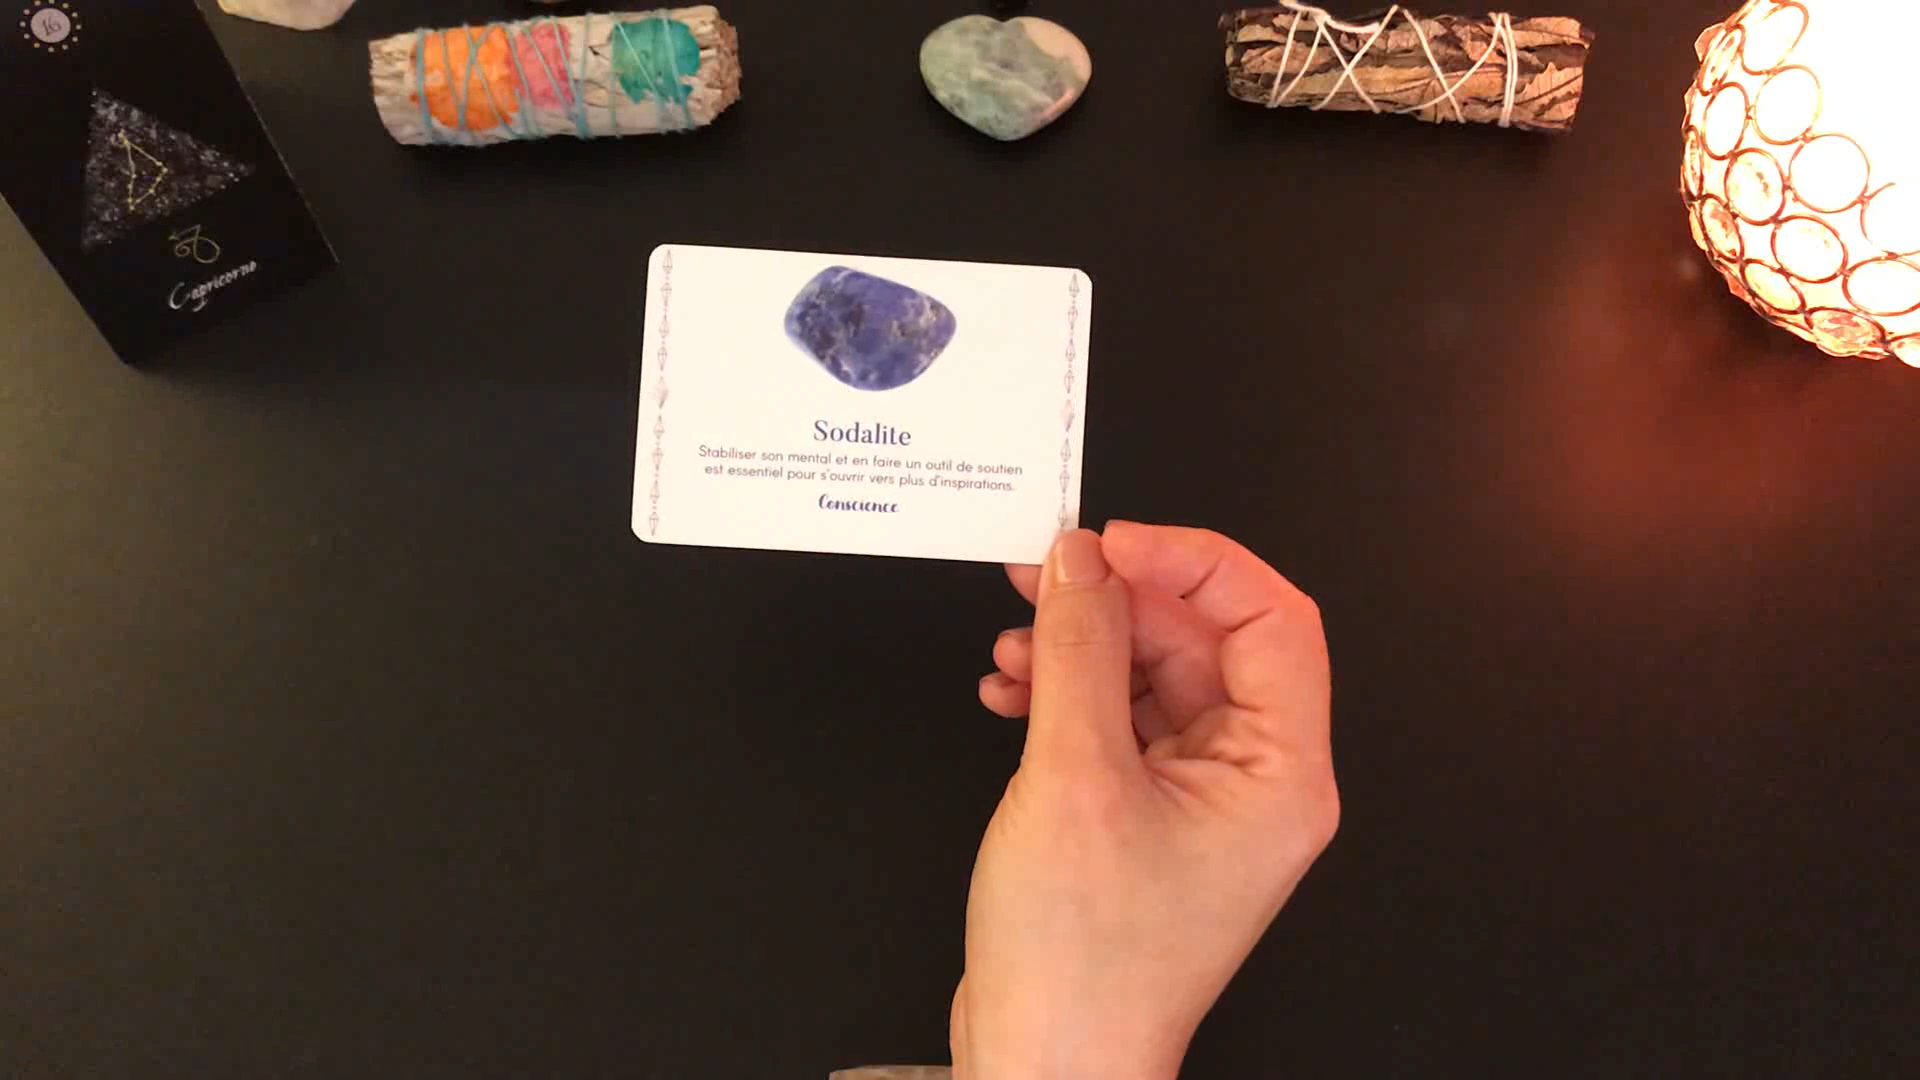 16
Capricorne
Sodalite
Stabiliser son mental et en faire un outil de soutien
est essentiel pour s'ouvrir vers plus d'inspirations.
Conscience